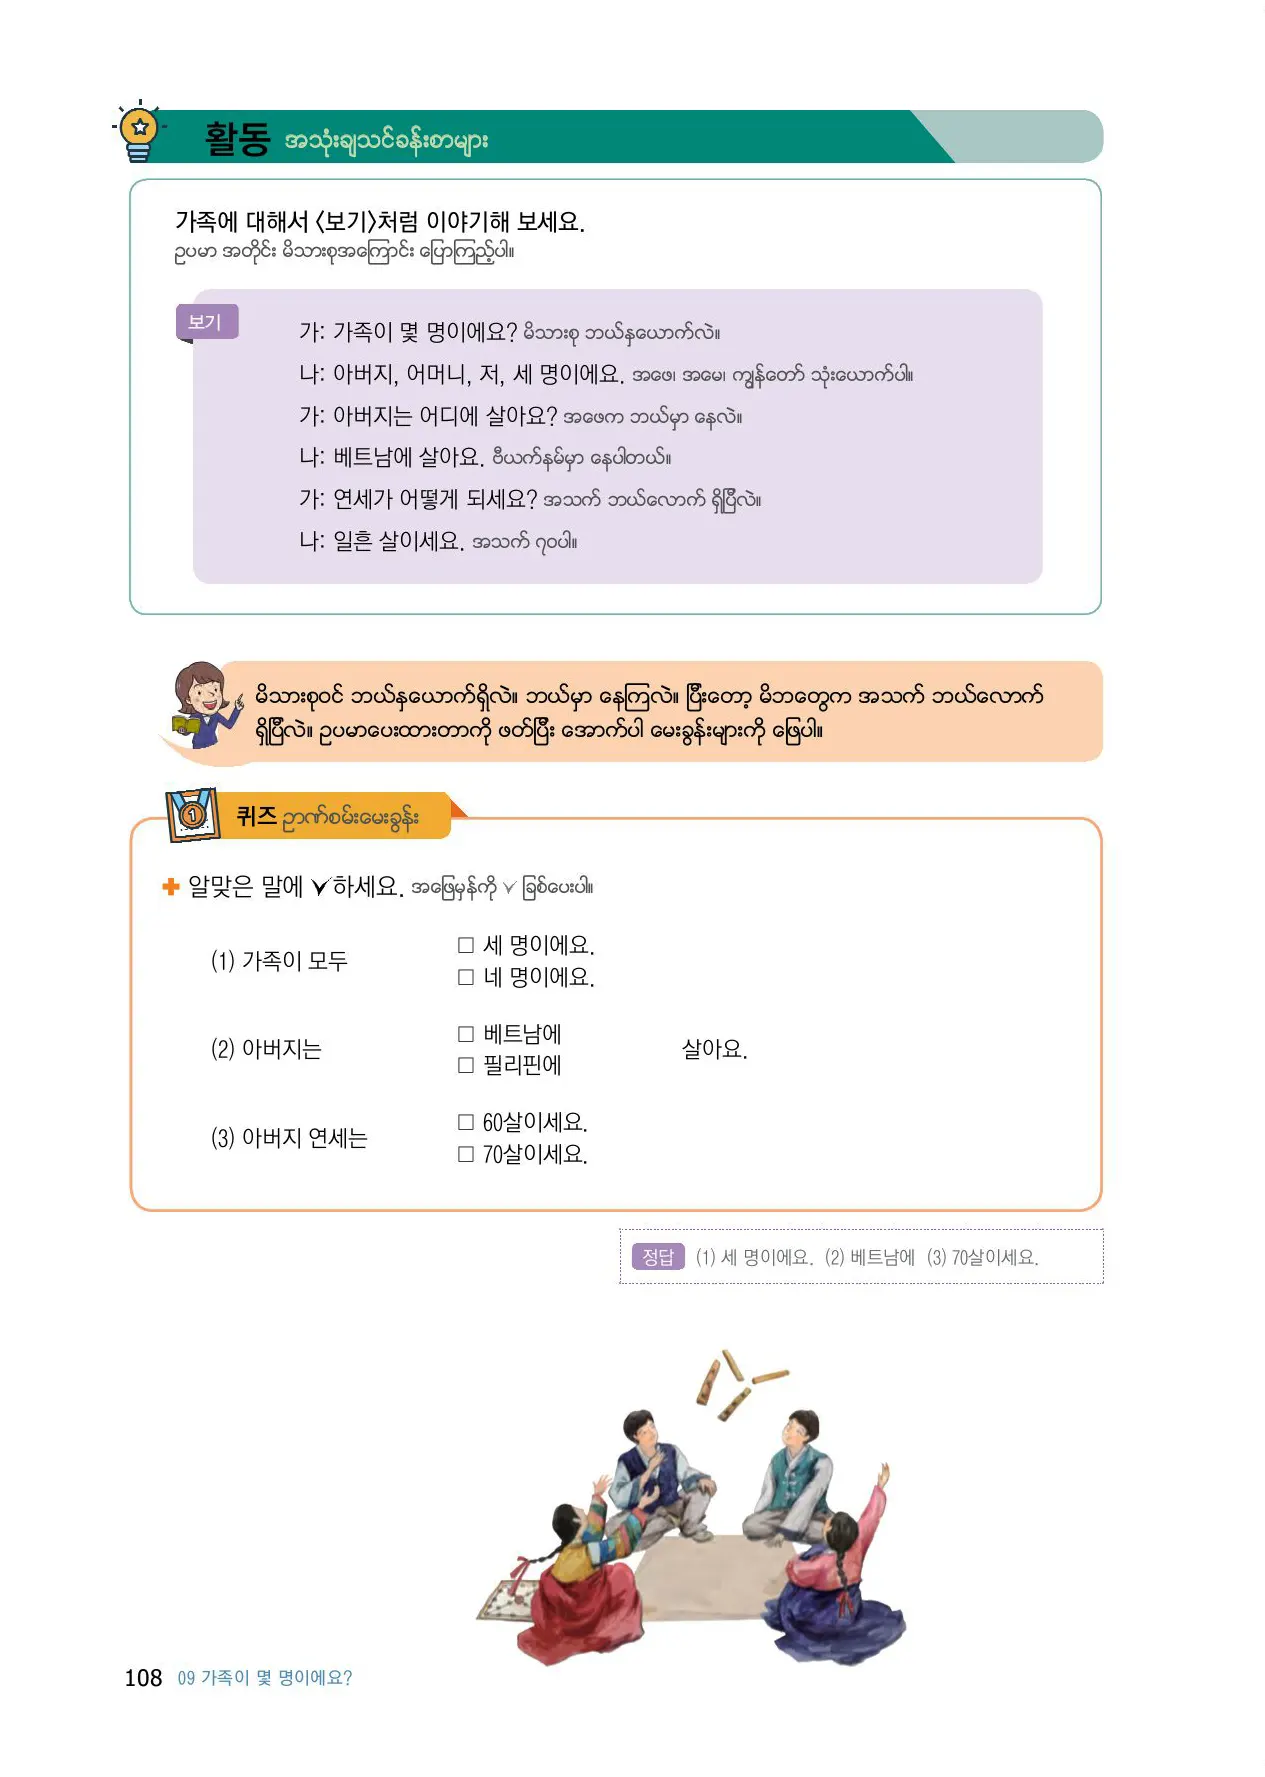 활동 အသုံးချသင်ခန်းစာများ
가족에 대해서 〈보기〉처럼 이야기해 보세요.
ဥပမာ အတိုင်း မိသားစုအကြောင်း ပြောကြည့်ပါ။
보기
가: 가족이 몇 명이에요? မိသားစု ဘယ်နှယောက်လဲ။
나: 아버지, 어머니, 저, 세 명이에요. အဖေ၊ အမေ၊ ကျွန်တော် သုံးယောက်ပါ။
가: 아버지는 어디에 살아요? အဖေက ဘယ်မှာ နေလဲ။
나: 베트남에 살아요. ဗီယက်နမ်မှာ နေပါတယ်။
가: 연세가 어떻게 되세요? အသက် ဘယ်လောက် ရှိပြီလဲ။
나: 일흔 살이세요. အသက် ၇၀ပါ။
မိသားစုဝင် ဘယ်နှယောက်ရှိလဲ။ ဘယ်မှာ နေကြလဲ။ ပြီးတော့ မိဘတွေက အသက် ဘယ်လောက်
ရှိပြီလဲ။ ဥပမာပေးထားတာကို ဖတ်ပြီး အောက်ပါ မေးခွန်းများကို ဖြေပါ။
퀴즈 ဉာဏ်စမ်းမေးခွန်း
✚ 알맞은 말에 ✓하세요. အဖြေမှန်ကို ✓ ခြစ်ပေးပါ။
(1) 가족이 모두
□ 세 명이에요.
□ 네 명이에요.
(2) 아버지는
□ 베트남에
□ 필리핀에
살아요.
(3) 아버지 연세는
□ 60살이세요.
□ 70살이세요.
정답 (1) 세 명이에요. (2) 베트남에 (3) 70살이세요.
108 09 가족이 몇 명이에요?